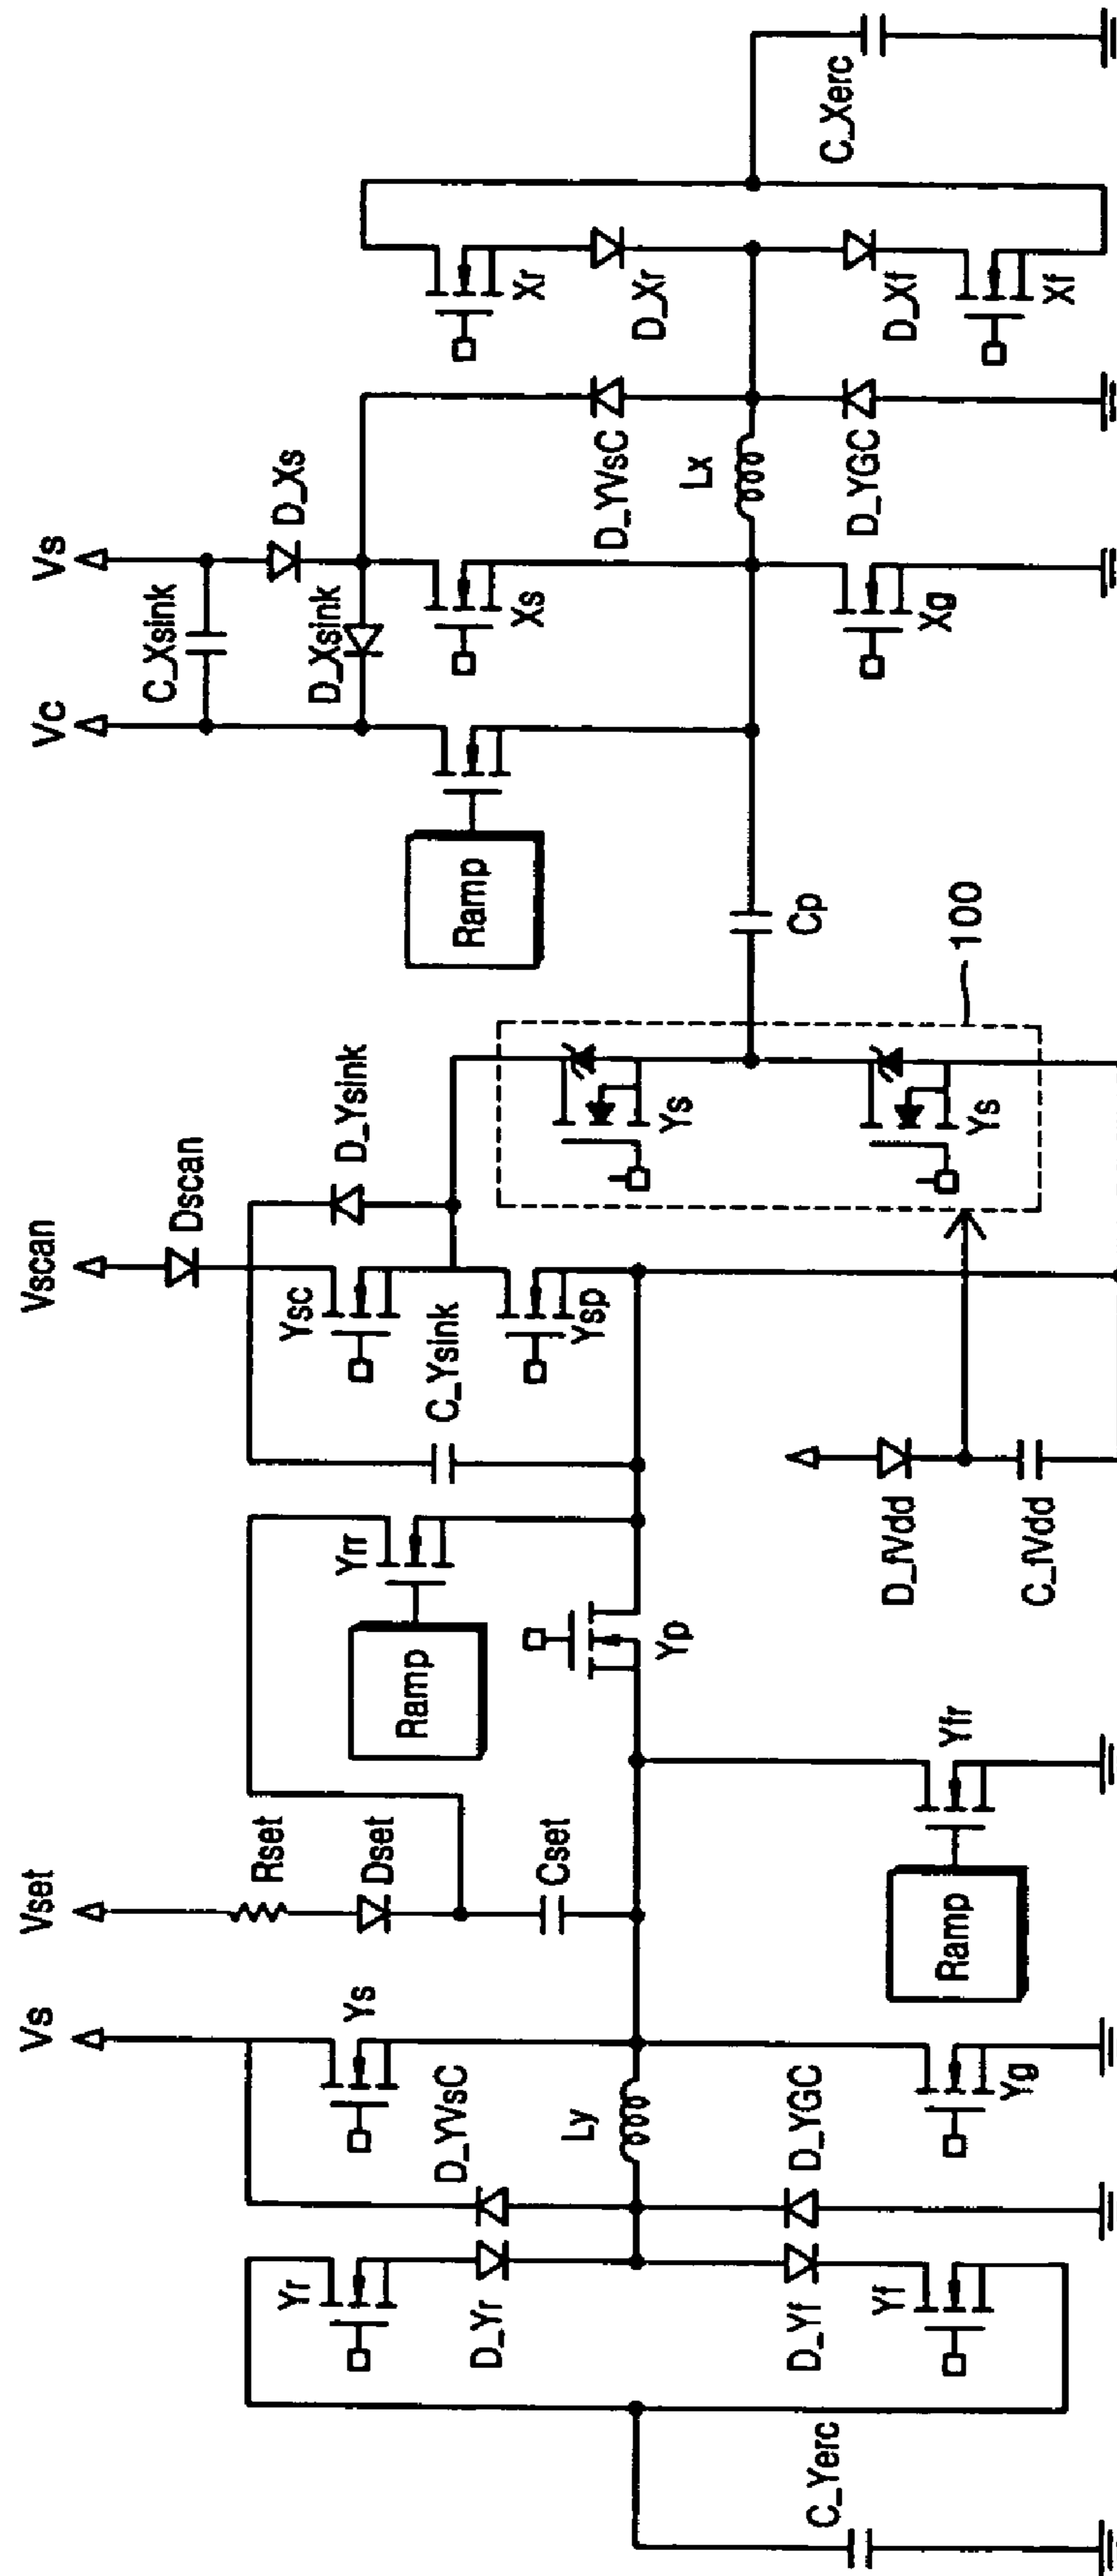 Vs
Vset
Vscan
Vc
Vs
Yr
D_Yr
D_YVsC
Ys
Rset
Dset
Cset
Ramp
Yrr
C_Ysink
Ysc
Ysp
Dscan
D_Ysink
Ramp
C_Xsink
D_Xsink
D_Xs
Xs
D_YVsC
Xr
D_Xr
C_Yerc
Ly
Yp
Ys
Ys
100
Cp
Lx
C_Xerc
D_Yf
Yf
D_YGC
Yg
Ramp
Yfr
D_fVdd
C_fVdd
Xg
D_YGC
D_Xf
Xf